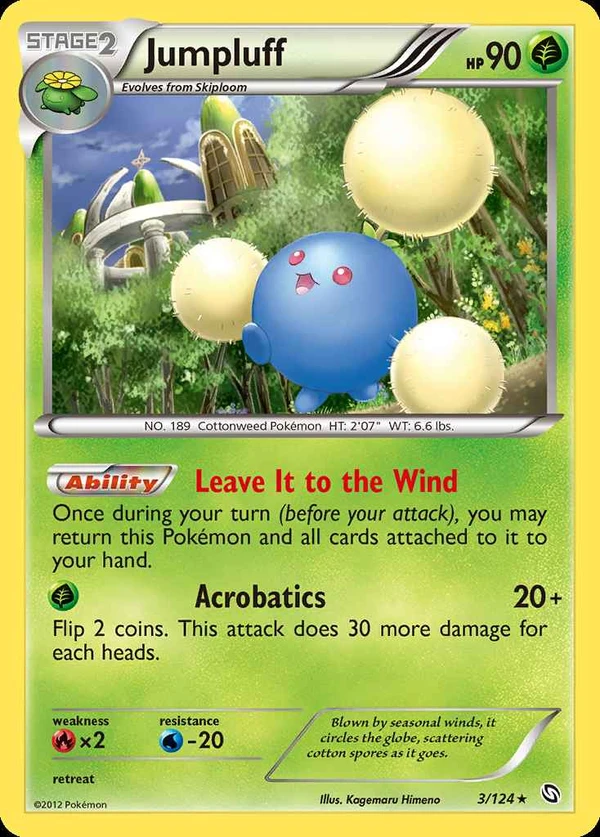 STAGE2
Jumpluff
HP 90
Evolves from Skiploom
NO. 189 Cottonweed Pokémon HT: 2'07" WT: 6.6 lbs.
Ability Leave It to the Wind
Once during your turn (before your attack), you may
return this Pokémon and all cards attached to it to
your hand.
Acrobatics 20+
Flip 2 coins. This attack does 30 more damage for
each heads.
weakness resistance
×2 -20
retreat
Blown by seasonal winds, it
circles the globe, scattering
cotton spores as it goes.
©2012 Pokémon Illus. Kagemaru Himeno 3/124★